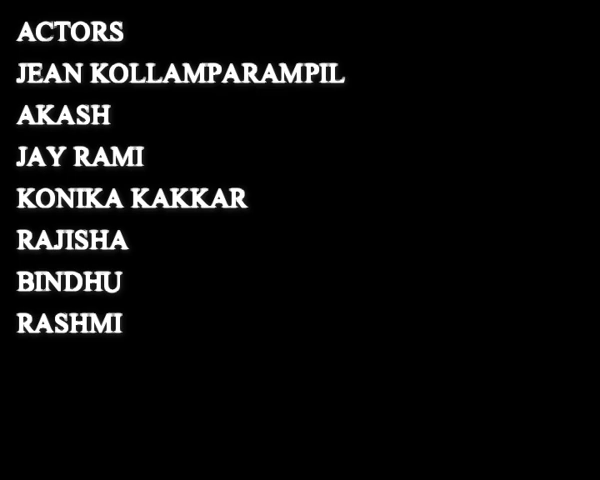 ACTORS
JEAN KOLLAMPARAMPIL
AKASH
JAY RAMI
KONIKA KAKKAR
RAJISHA
BINDHU
RASHMI